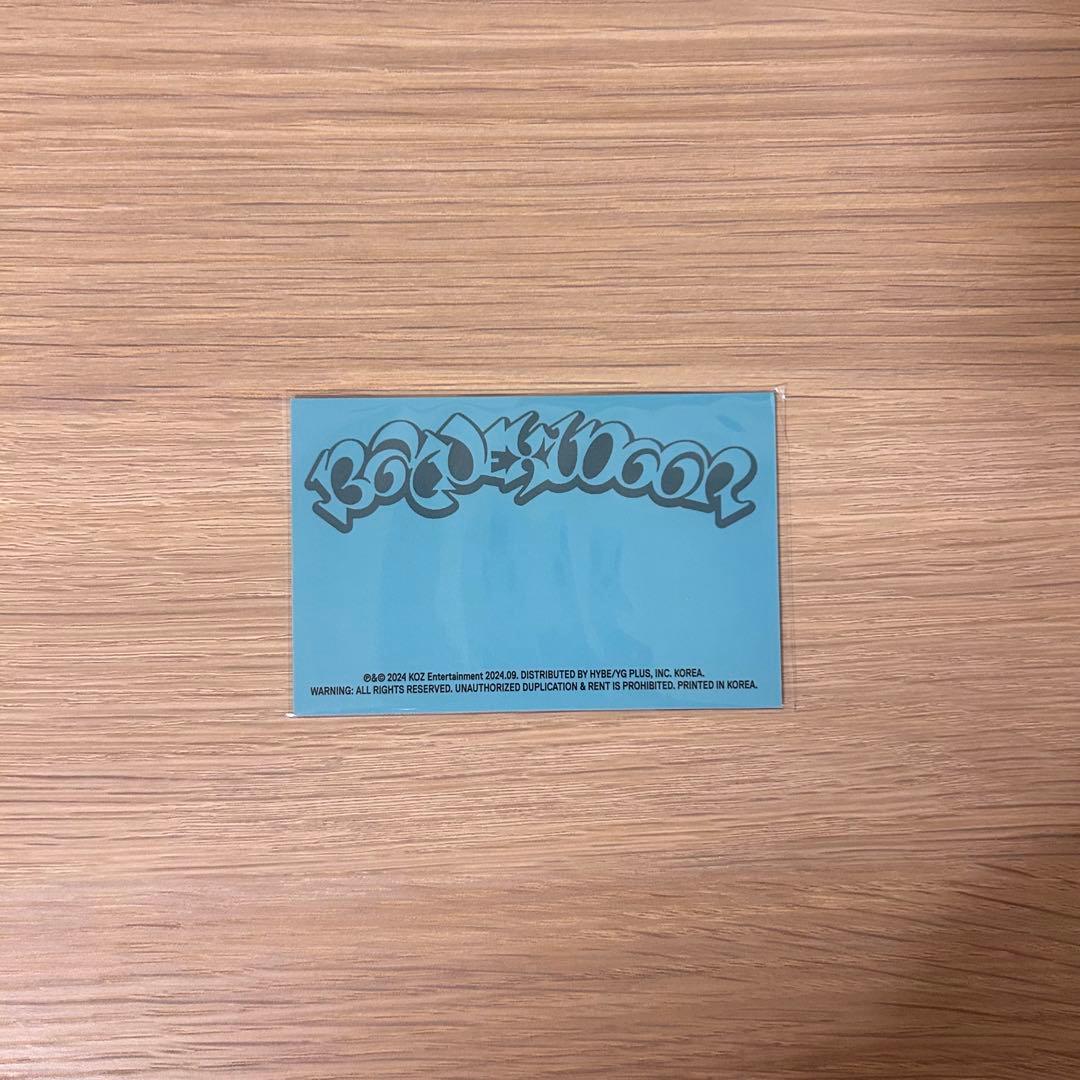 BOYNEXTDOOR
℗&© 2024 KOZ Entertainment 2024.09. DISTRIBUTED BY HYBE/YG PLUS, INC. KOREA.
WARNING: ALL RIGHTS RESERVED. UNAUTHORIZED DUPLICATION & RENT IS PROHIBITED. PRINTED IN KOREA.